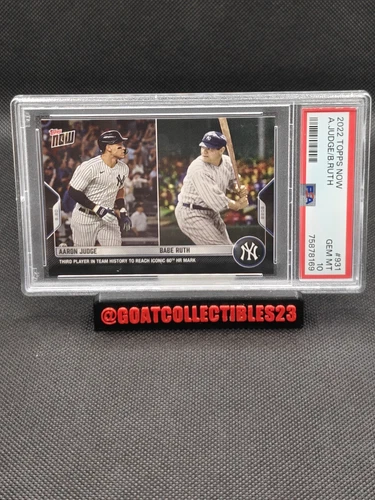 topps
NOW
AARON JUDGE
BABE RUTH
THIRD PLAYER IN TEAM HISTORY TO REACH ICONIC 60TH HR MARK
2022 TOPPS NOW
A.JUDGE/B.RUTH
PSA
#931
GEM MT
10
75878169
@GOATCOLLECTIBLES23